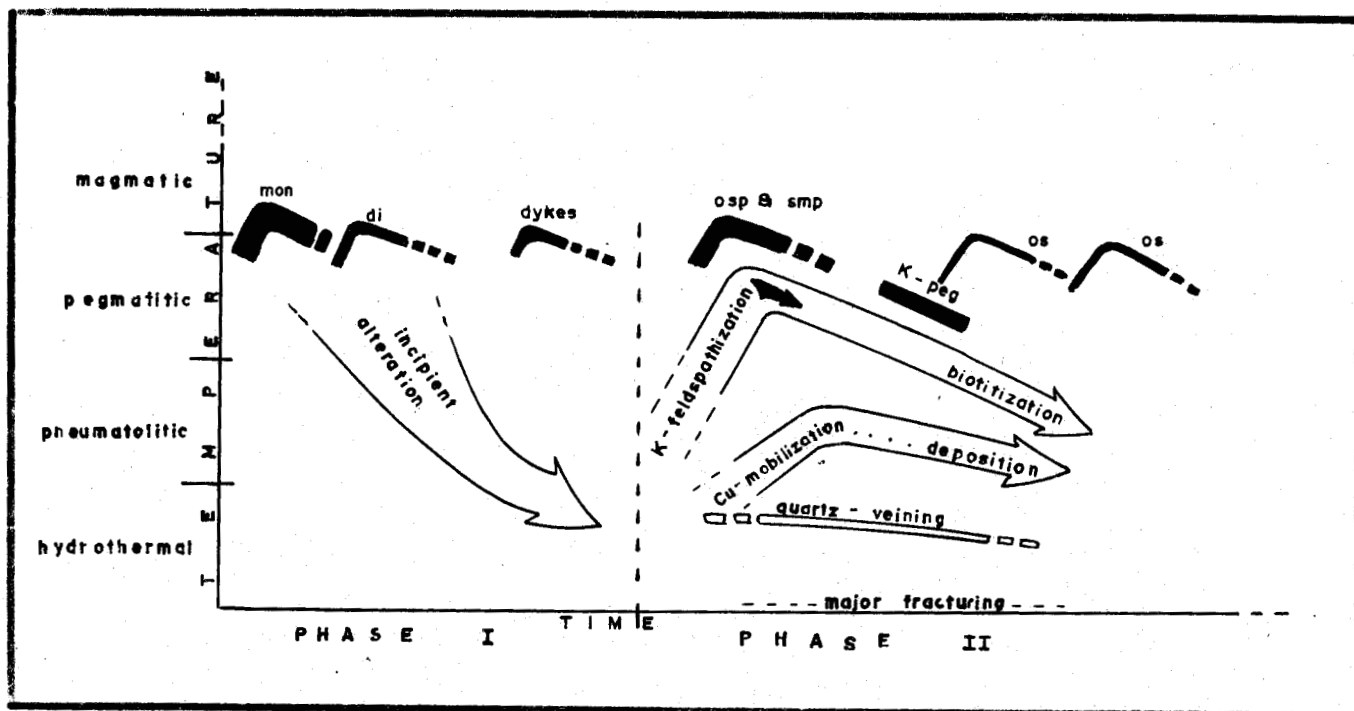 TEMPERATURE
magmatic
pegmatitic
pneumatolitic
hydrothermal
mon
di
dykes
incipient
alteration
osp & smp
K-peg
os
os
K-feldspathization
biotitization
Cu-mobilization.....deposition
quartz - veining
---- major fracturing ----
TIME
PHASE I
PHASE II